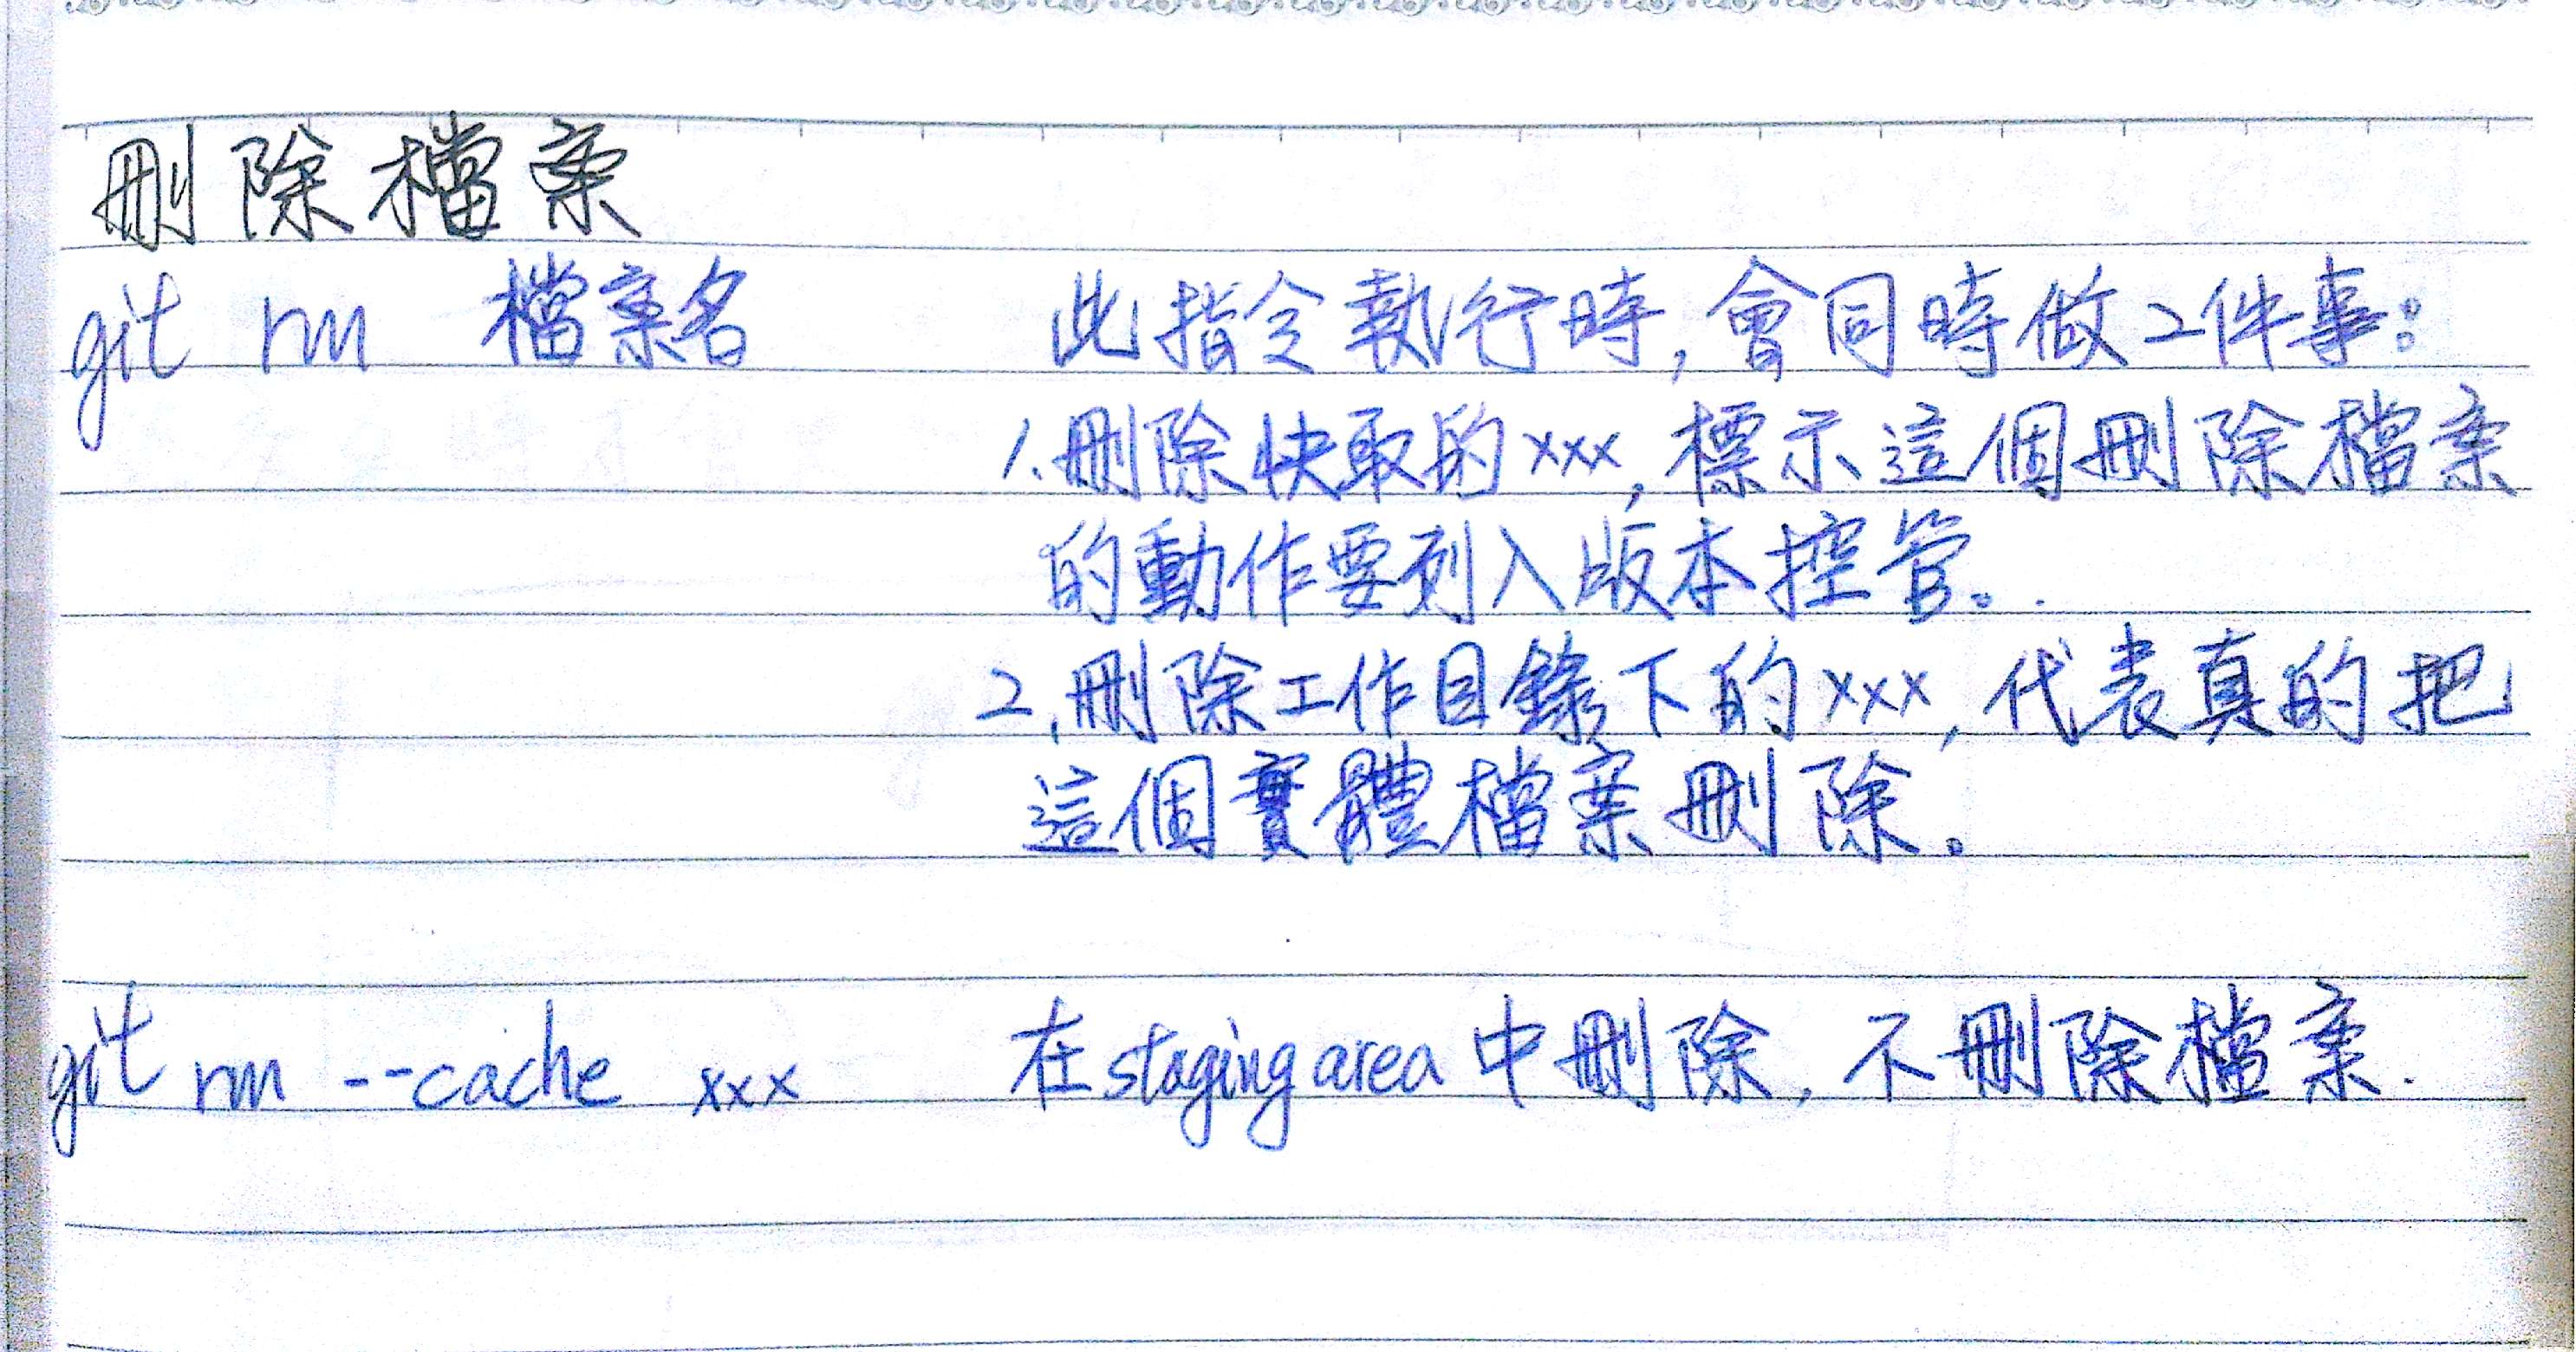 刪除檔案
git rm 檔案名 此指令執行時,會同時做2件事:
1.刪除快取的xxx,標示這個刪除檔案
的動作要列入版本控管。
2.刪除工作目錄下的xxx,代表真的把
這個實體檔案刪除。
git rm --cache xxx 在staging area中刪除,不刪除檔案.